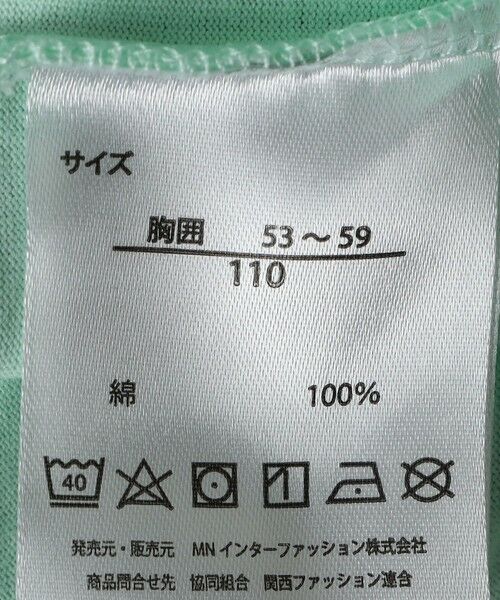 サイズ
胸囲 53～59
110
綿 100%
40
発売元・販売元 MNインターファッション株式会社
商品問合せ先 協同組合 関西ファッション連合